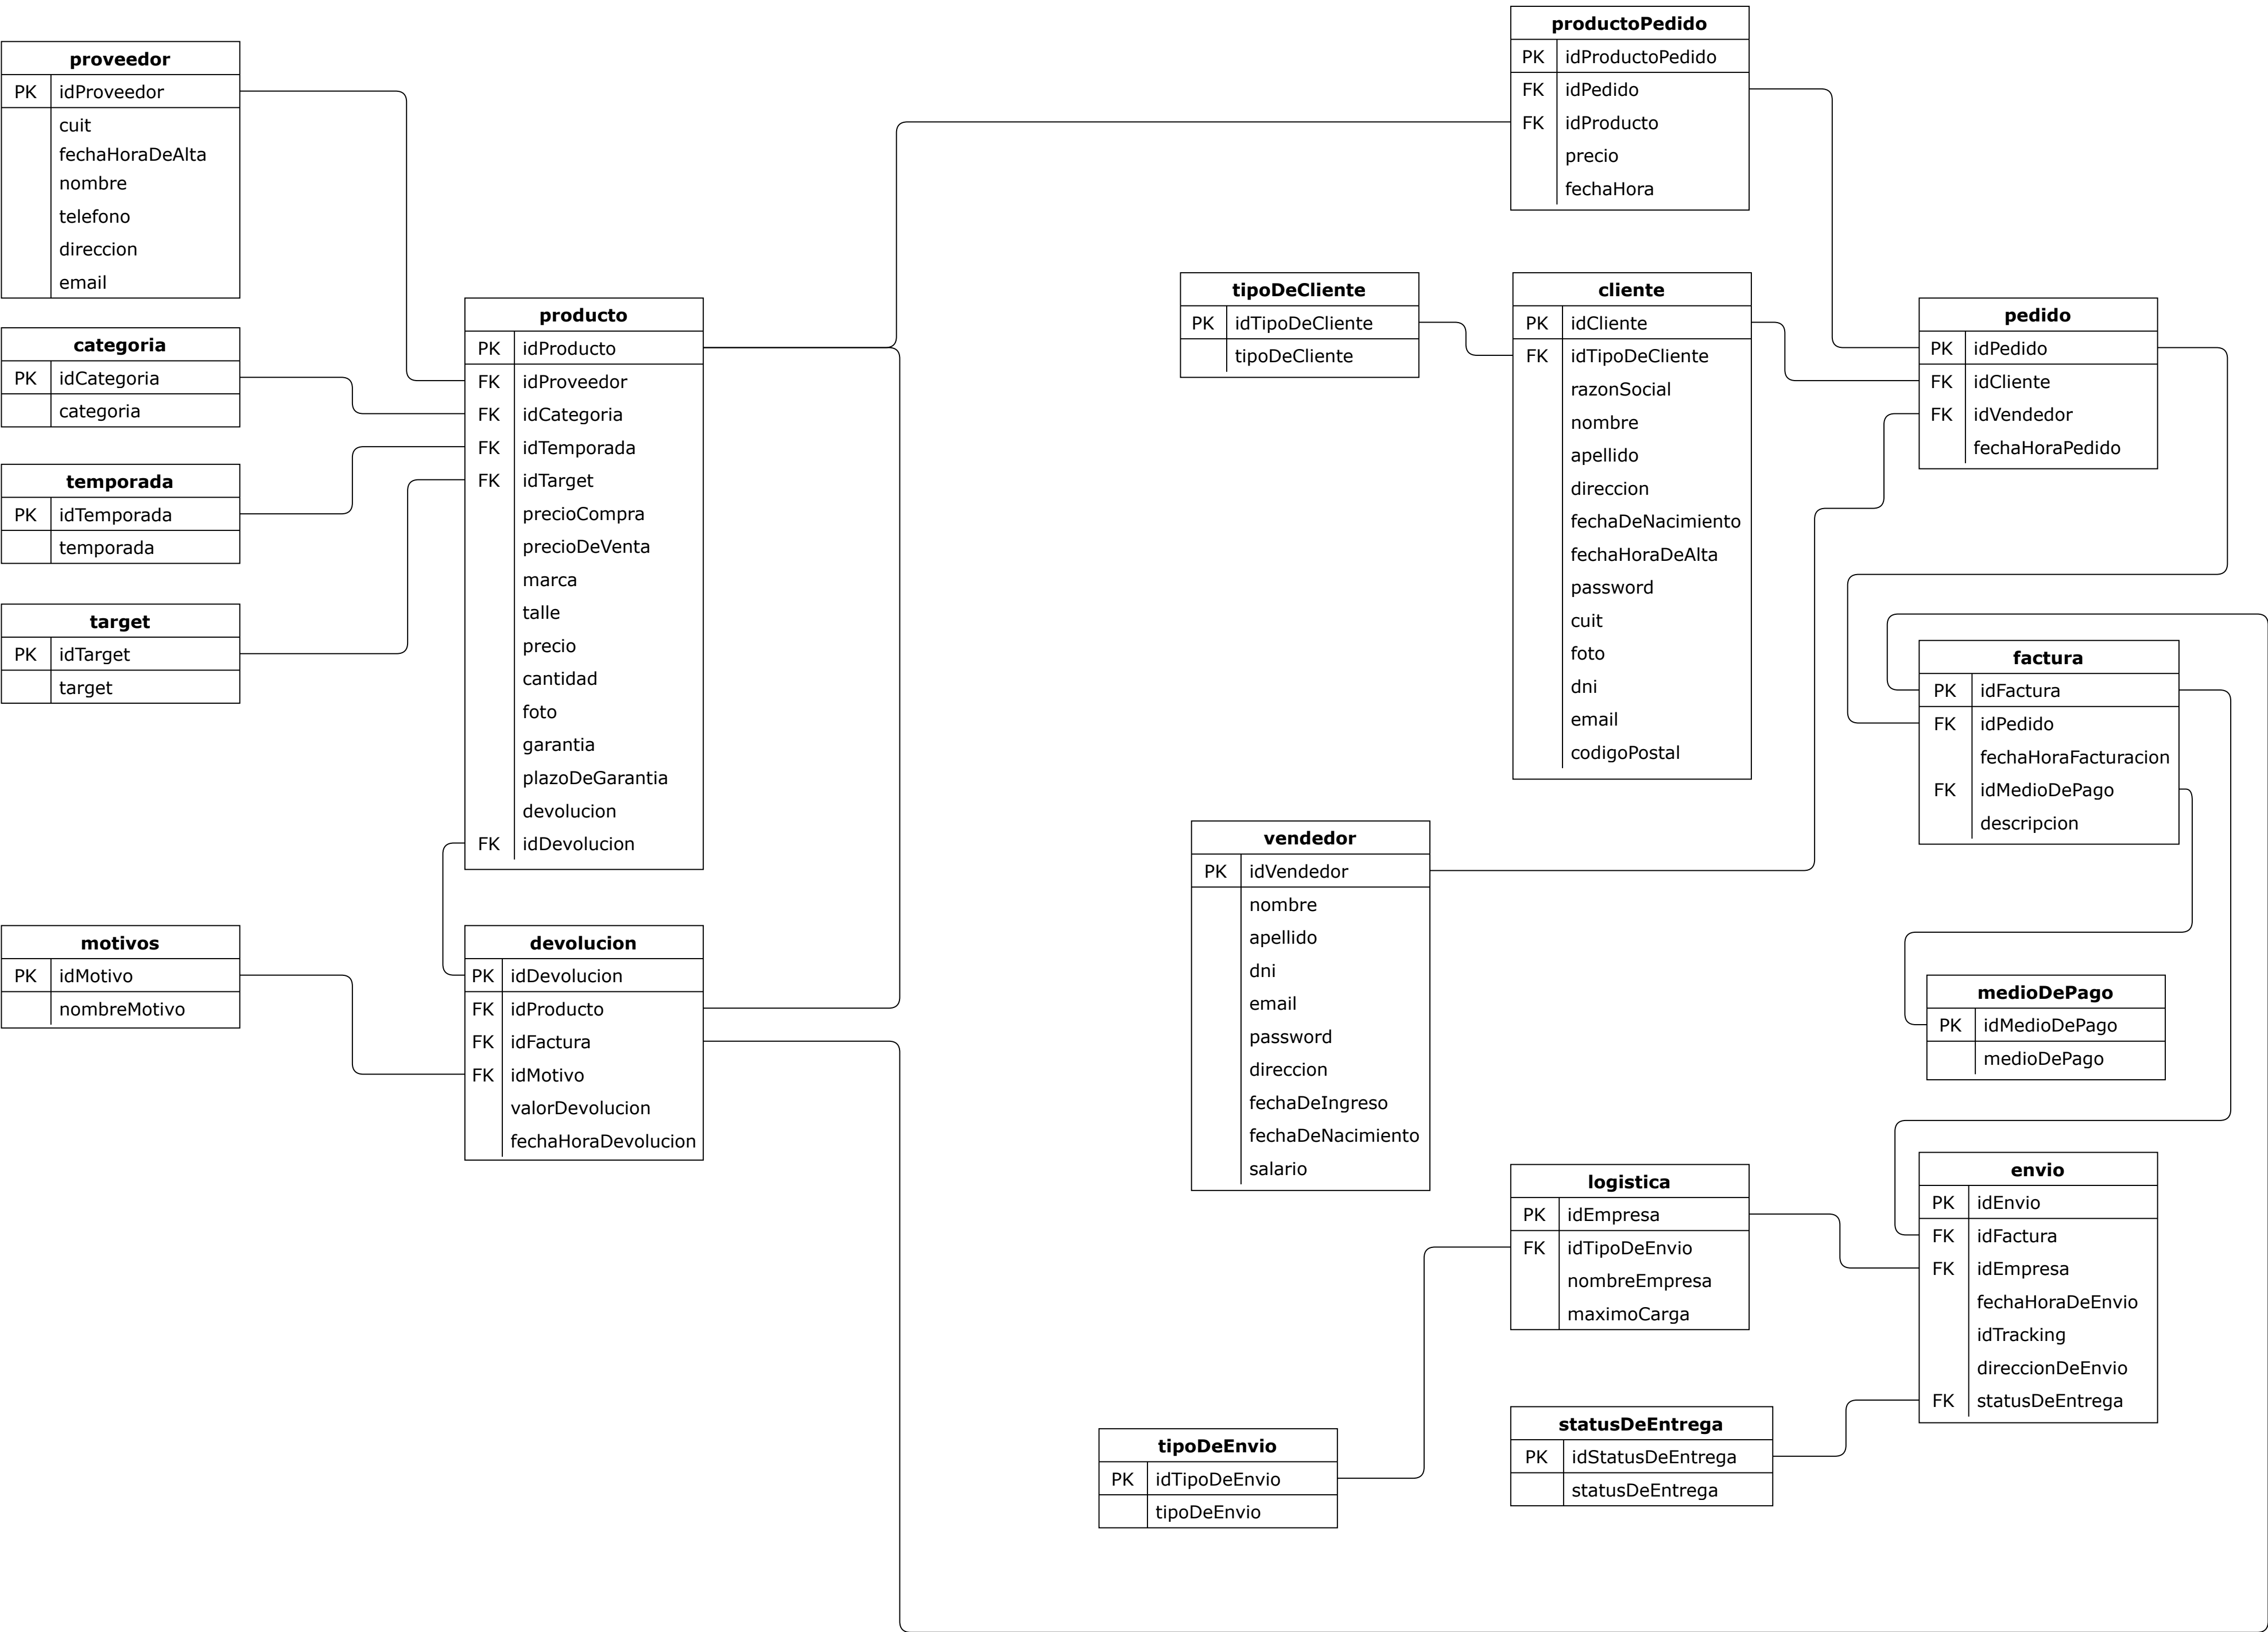 proveedor
PK idProveedor
cuit
fechaHoraDeAlta
nombre
telefono
direccion
email
categoria
PK idCategoria
categoria
temporada
PK idTemporada
temporada
target
PK idTarget
target
motivos
PK idMotivo
nombreMotivo
producto
PK idProducto
FK idProveedor
FK idCategoria
FK idTemporada
FK idTarget
precioCompra
precioDeVenta
marca
talle
precio
cantidad
foto
garantia
plazoDeGarantia
devolucion
FK idDevolucion
devolucion
PK idDevolucion
FK idProducto
FK idFactura
FK idMotivo
valorDevolucion
fechaHoraDevolucion
productoPedido
PK idProductoPedido
FK idPedido
FK idProducto
precio
fechaHora
tipoDeCliente
PK idTipoDeCliente
tipoDeCliente
cliente
PK idCliente
FK idTipoDeCliente
razonSocial
nombre
apellido
direccion
fechaDeNacimiento
fechaHoraDeAlta
password
cuit
foto
dni
email
codigoPostal
pedido
PK idPedido
FK idCliente
FK idVendedor
fechaHoraPedido
factura
PK idFactura
FK idPedido
fechaHoraFacturacion
FK idMedioDePago
descripcion
vendedor
PK idVendedor
nombre
apellido
dni
email
password
direccion
fechaDeIngreso
fechaDeNacimiento
salario
medioDePago
PK idMedioDePago
medioDePago
logistica
PK idEmpresa
FK idTipoDeEnvio
nombreEmpresa
maximoCarga
envio
PK idEnvio
FK idFactura
FK idEmpresa
fechaHoraDeEnvio
idTracking
direccionDeEnvio
FK statusDeEntrega
tipoDeEnvio
PK idTipoDeEnvio
tipoDeEnvio
statusDeEntrega
PK idStatusDeEntrega
statusDeEntrega